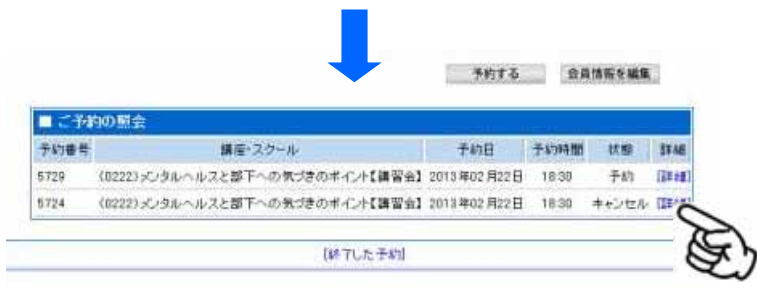 予約する 会員情報を編集
■ ご予約の照会
予約番号 講座・スクール 予約日 予約時間 状態 詳細
5729 (0222)メンタルヘルスと部下への気づきのポイント【講習会】 2013年02月22日 18:30 予約 [詳細]
5724 (0222)メンタルヘルスと部下への気づきのポイント【講習会】 2013年02月22日 18:30 キャンセル [詳細]
[終了した予約]